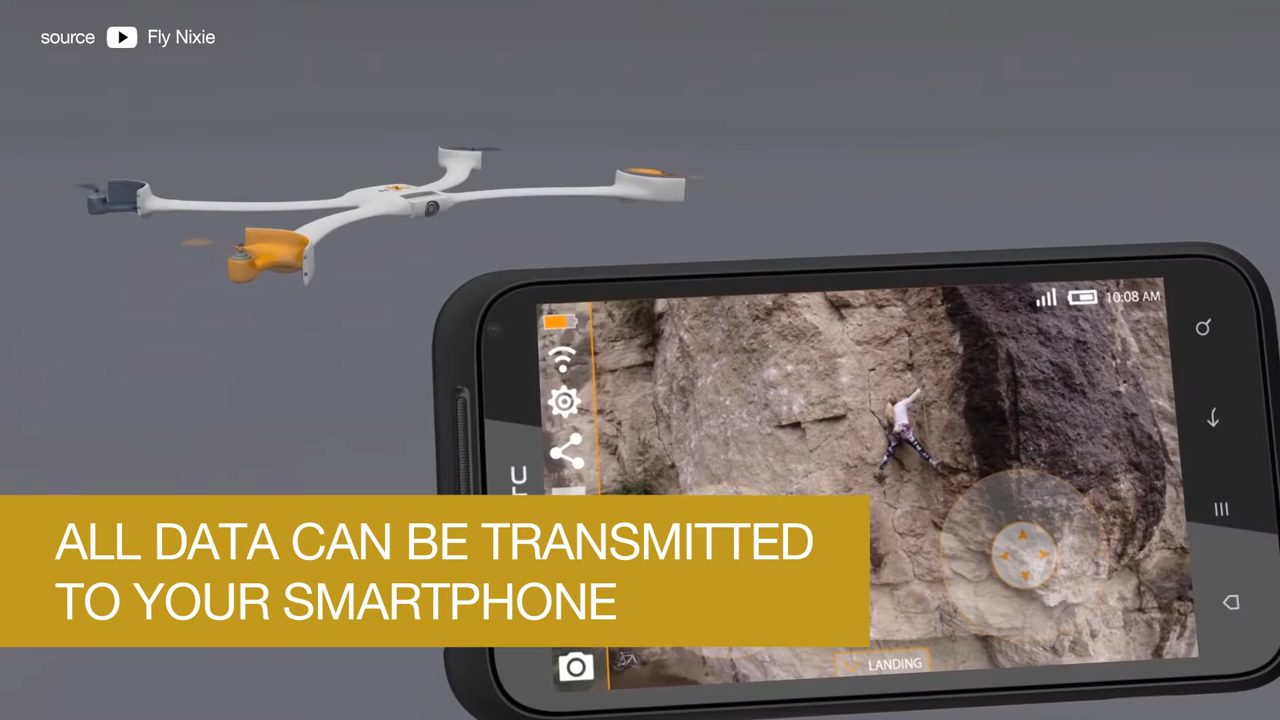 source Fly Nixie
10:08 AM
ALL DATA CAN BE TRANSMITTED
TO YOUR SMARTPHONE
LANDING